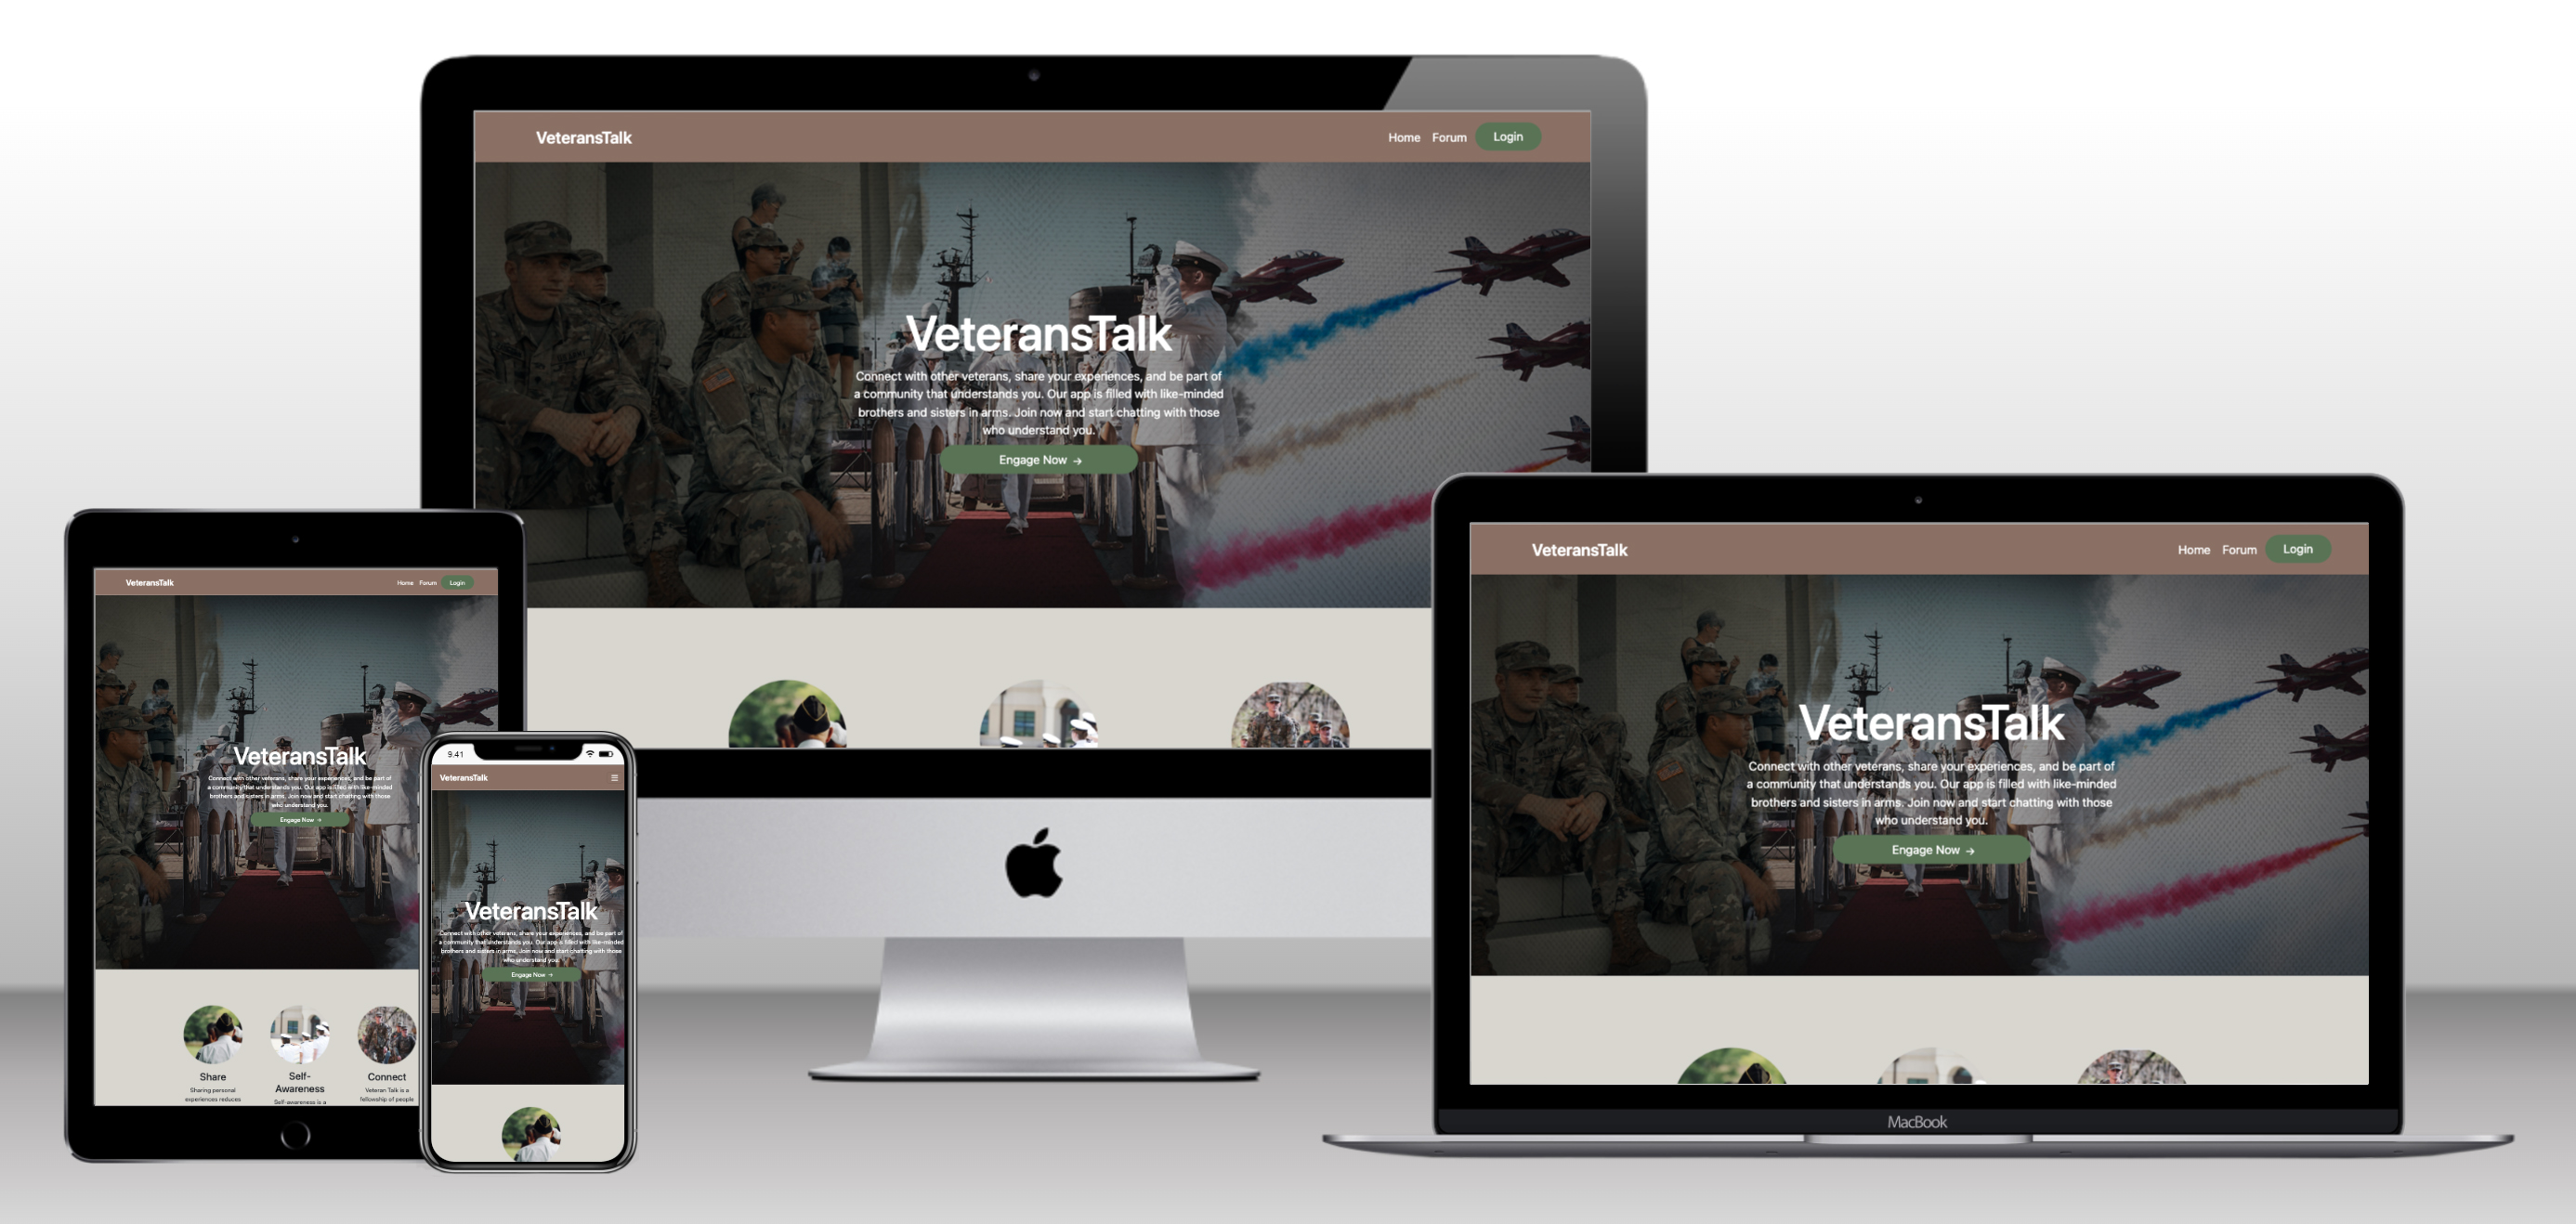 VeteransTalk
Home Forum Login
VeteransTalk
Connect with other veterans, share your experiences, and be part of
a community that understands you. Our app is filled with like-minded
brothers and sisters in arms. Join now and start chatting with those
who understand you.
Engage Now →
VeteransTalk
Home Forum Login
VeteransTalk
Connect with other veterans, share your experiences, and be part of
a community that understands you. Our app is filled with like-minded
brothers and sisters in arms. Join now and start chatting with those
who understand you.
Engage Now →
Share
Self-
Awareness
Connect
Sharing personal
experiences reduces
Self-awareness is a
Veteran Talk is a
fellowship of people
9:41
VeteransTalk
VeteransTalk
Connect with other veterans, share your experiences, and be part of
a community that understands you. Our app is filled with like-minded
brothers and sisters in arms. Join now and start chatting with those
who understand you.
Engage Now →
VeteransTalk
Home Forum Login
VeteransTalk
Connect with other veterans, share your experiences, and be part of
a community that understands you. Our app is filled with like-minded
brothers and sisters in arms. Join now and start chatting with those
who understand you.
Engage Now →
MacBook